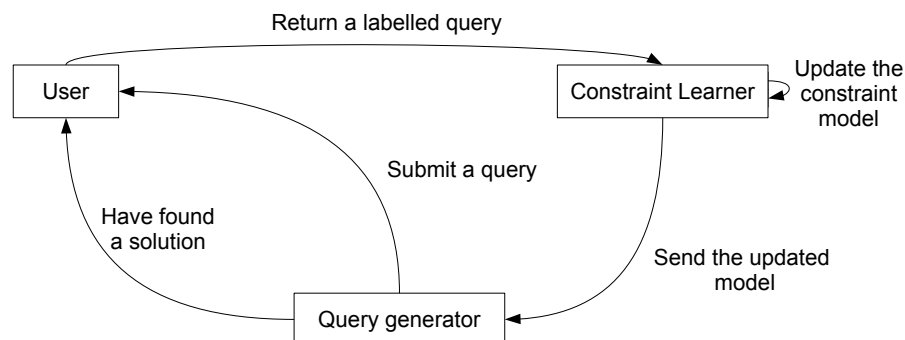 Return a labelled query
User
Constraint Learner
Update the
constraint
model
Submit a query
Have found
a solution
Send the updated
model
Query generator